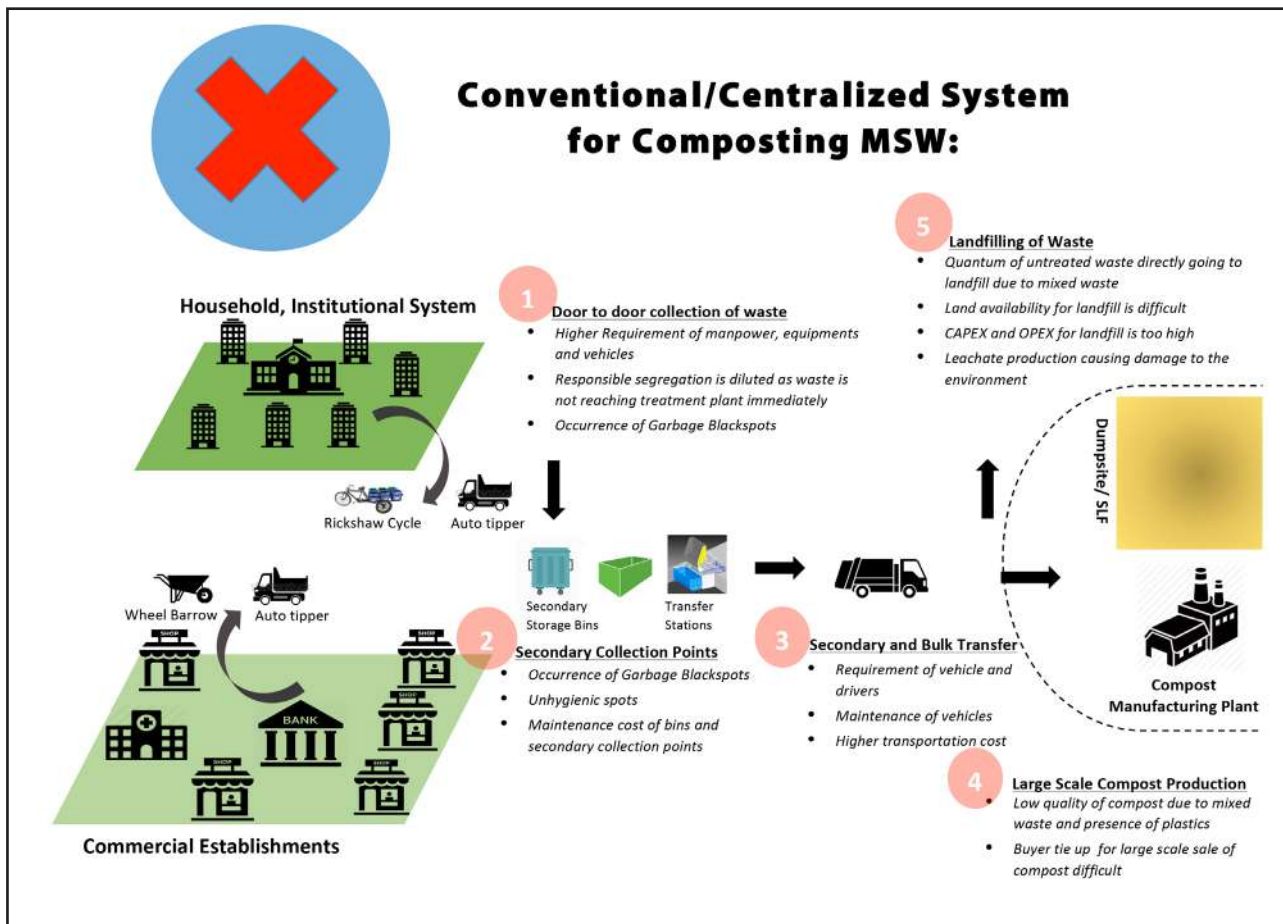 Conventional/Centralized System
for Composting MSW:
Household, Institutional System
Rickshaw Cycle
Auto tipper
Wheel Barrow
Auto tipper
SHOP
SHOP
SHOP
BANK
SHOP
SHOP
Commercial Establishments
1
Door to door collection of waste
• Higher Requirement of manpower, equipments
and vehicles
• Responsible segregation is diluted as waste is
not reaching treatment plant immediately
• Occurrence of Garbage Blackspots
Secondary
Storage Bins
Transfer
Stations
2
Secondary Collection Points
• Occurrence of Garbage Blackspots
• Unhygienic spots
• Maintenance cost of bins and
secondary collection points
3
Secondary and Bulk Transfer
• Requirement of vehicle and
drivers
• Maintenance of vehicles
• Higher transportation cost
4
Large Scale Compost Production
• Low quality of compost due to mixed
waste and presence of plastics
• Buyer tie up for large scale sale of
compost difficult
5
Landfilling of Waste
• Quantum of untreated waste directly going to
landfill due to mixed waste
• Land availability for landfill is difficult
• CAPEX and OPEX for landfill is too high
• Leachate production causing damage to the
environment
Dumpsite/ SLF
Compost
Manufacturing Plant